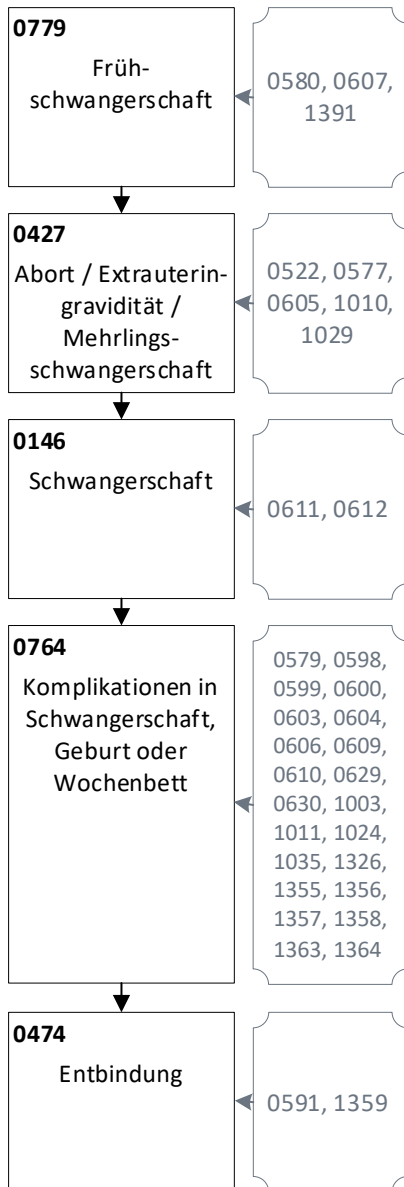 0779
Früh-
schwangerschaft
0580, 0607,
1391
0427
Abort / Extrauterin-
gravidität /
Mehrlings-
schwangerschaft
0522, 0577,
0605, 1010,
1029
0146
Schwangerschaft
0611, 0612
0764
Komplikationen in
Schwangerschaft,
Geburt oder
Wochenbett
0579, 0598,
0599, 0600,
0603, 0604,
0606, 0609,
0610, 0629,
0630, 1003,
1011, 1024,
1035, 1326,
1355, 1356,
1357, 1358,
1363, 1364
0474
Entbindung
0591, 1359